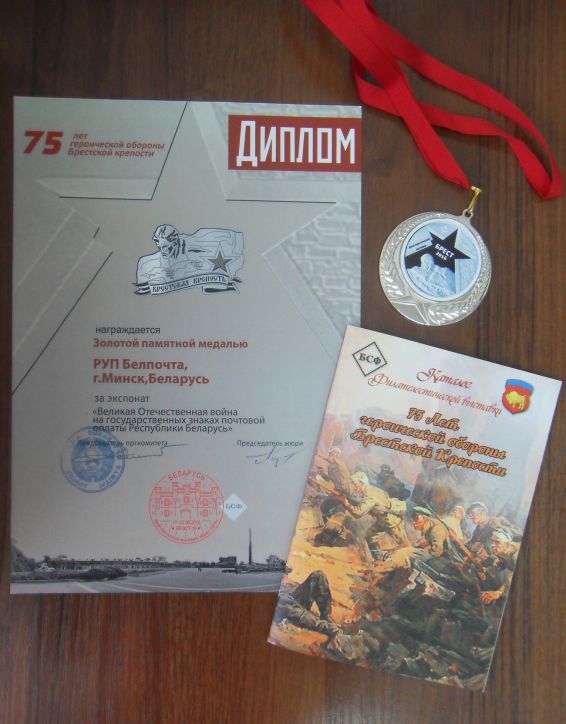 75 лет
героической обороны
Брестской крепости
ДИПЛОМ
БРЕСТСКАЯ КРЕПОСТЬ
награждается
Золотой памятной медалью
РУП Белпочта,
г.Минск,Беларусь
за экспонат
«Великая Отечественная война
на государственных знаках почтовой
оплаты Республики Беларусь»
Председатель оргкомитета
Председатель жюри
БЕЛАРУСЬ
БСФ
БРЕСТ
БСФ
Каталог
Филателистической выставки
75 Лет
героической обороны
Брестской Крепости